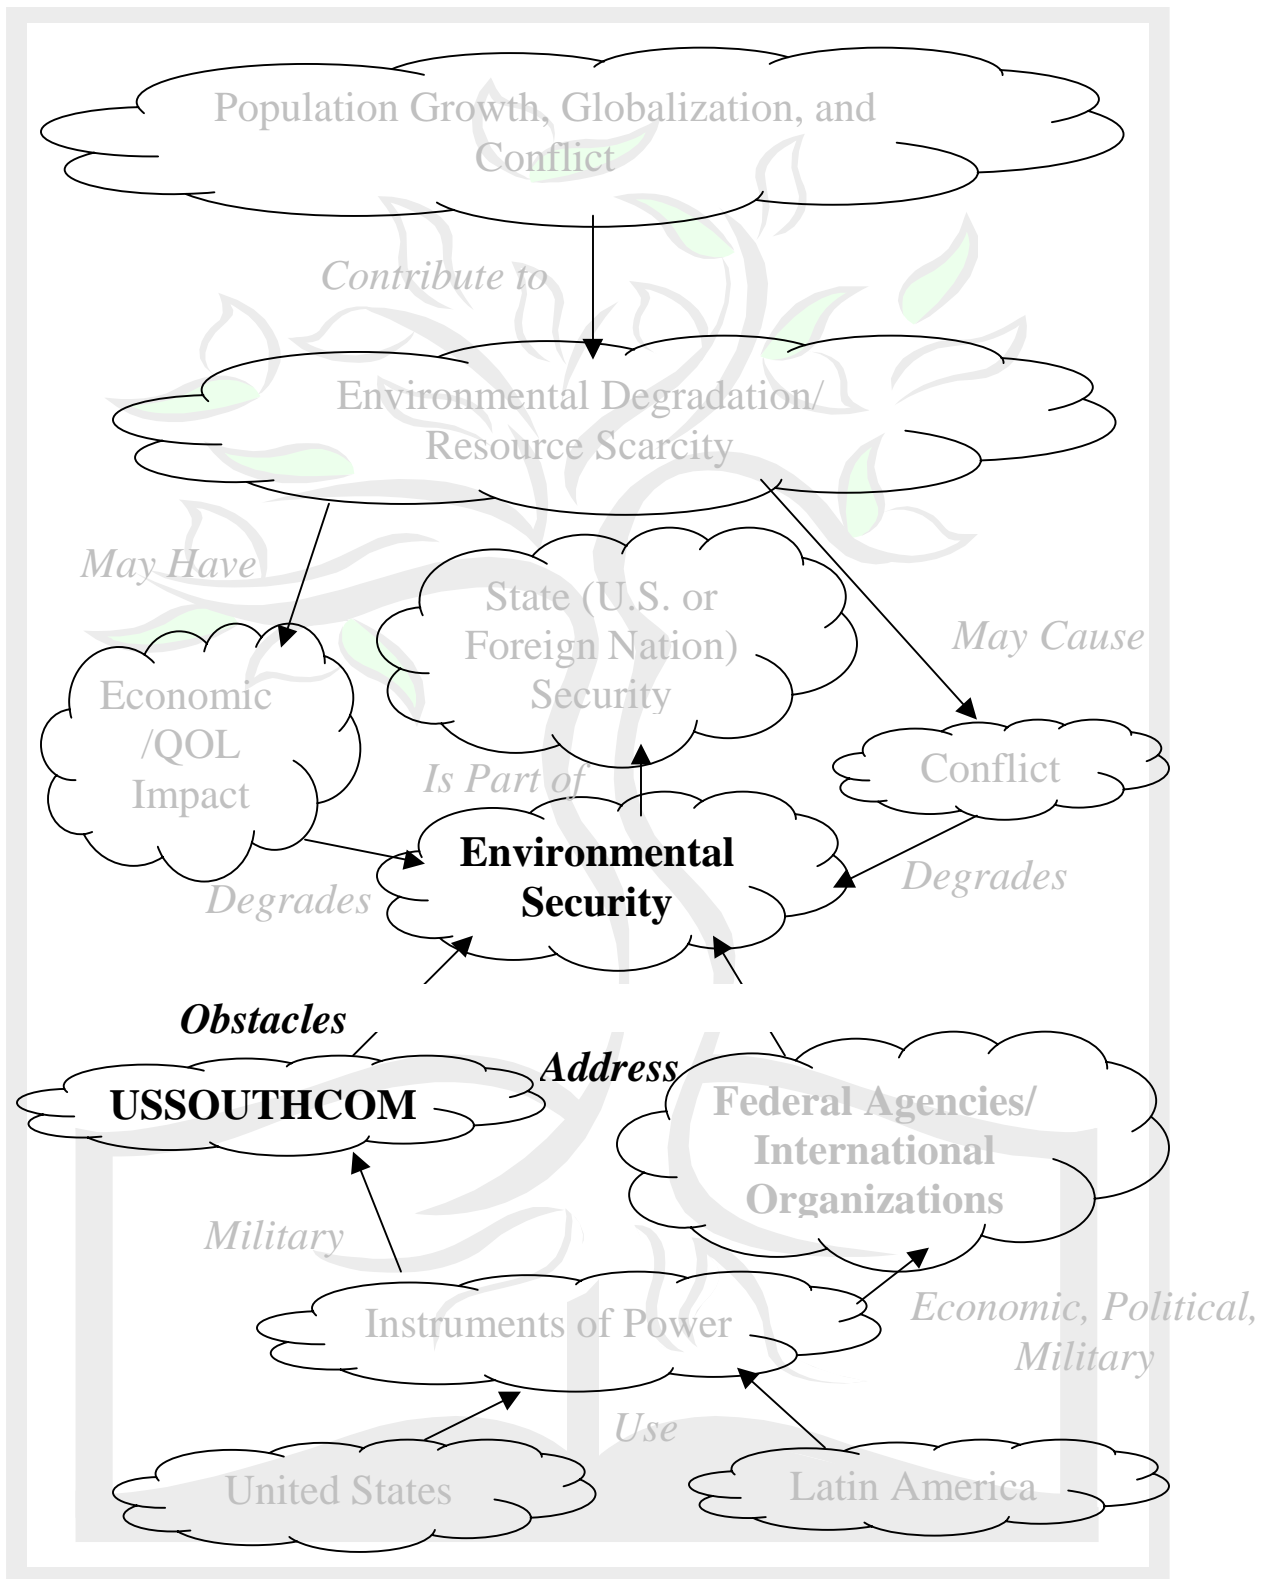 Population Growth, Globalization, and
Conflict
Contribute to
Environmental Degradation/
Resource Scarcity
May Have
State (U.S. or
Foreign Nation)
Security
May Cause
Economic
/QOL
Impact
Conflict
Is Part of
Environmental
Security
Degrades
Degrades
Obstacles
Address
USSOUTHCOM
Federal Agencies/
International
Organizations
Military
Instruments of Power
Economic, Political,
Military
Use
United States
Latin America